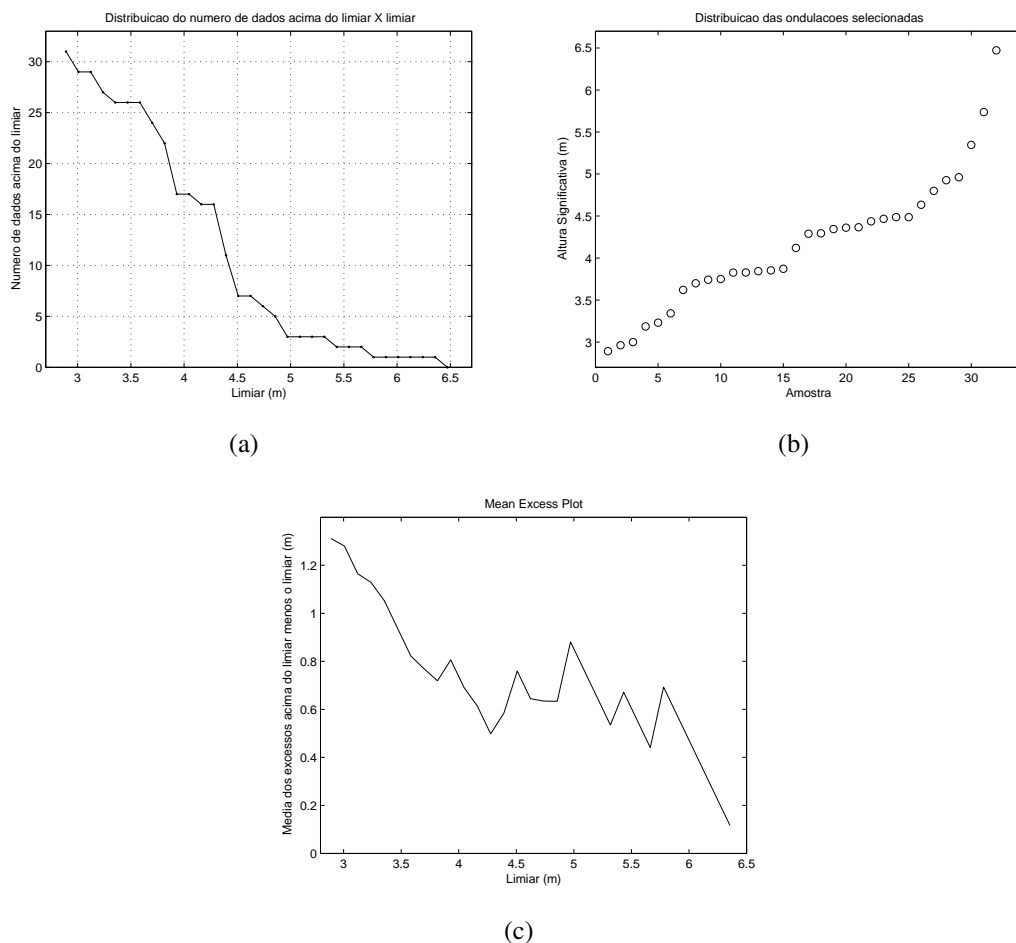 Distribuicao do numero de dados acima do limiar X limiar
Numero de dados acima do limiar
30
25
20
15
10
5
0
3 3.5 4 4.5 5 5.5 6 6.5
Limiar (m)
(a)
Distribuicao das ondulacoes selecionadas
Altura Significativa (m)
6.5
6
5.5
5
4.5
4
3.5
3
0 5 10 15 20 25 30
Amostra
(b)
Mean Excess Plot
Media dos excessos acima do limiar menos o limiar (m)
1.2
1
0.8
0.6
0.4
0.2
0
3 3.5 4 4.5 5 5.5 6 6.5
Limiar (m)
(c)